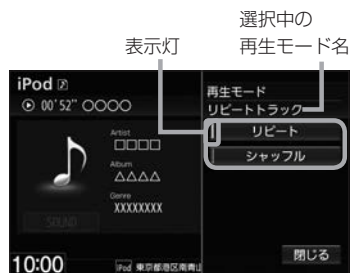 選択中の
表示灯
再生モード名
iPod
00'52" ○○○○
Artist
□□□□
Album
△△△△
Genre
XXXXXXXX
SOUND
10:00
iPod 東京都港区南青山
再生モード
リピートトラック
リピート
シャッフル
閉じる